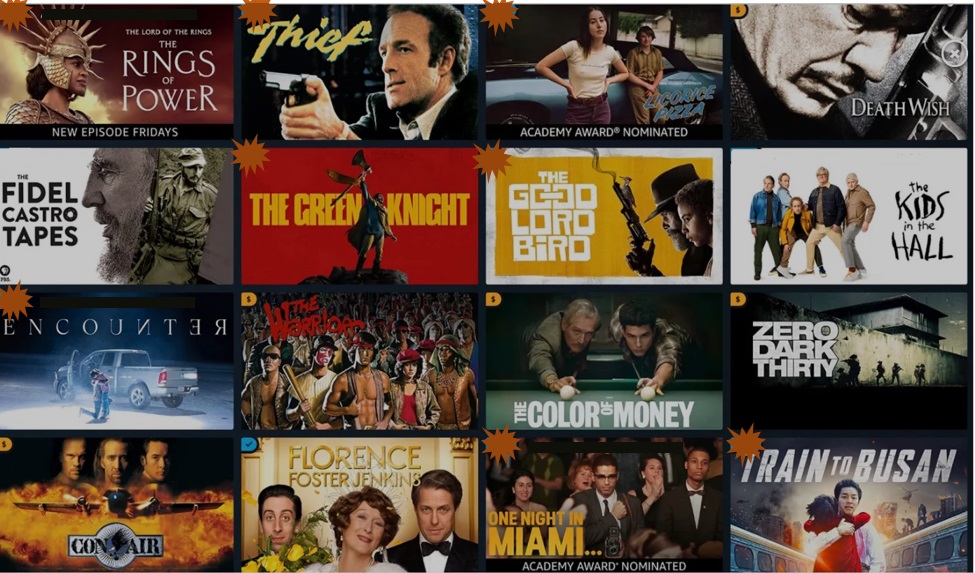 THE LORD OF THE RINGS
THE
RINGS
OF
POWER
NEW EPISODE FRIDAYS
Thief
LICORICE
PIZZA
ACADEMY AWARD® NOMINATED
$
DEATH WISH
THE
FIDEL
CASTRO
TAPES
PBS
THE GREEN KNIGHT
THE
GOOD
LORD
BIRD
the
KIDS
in the
HALL
ENCOUNTER
$
THE
WARRIORS
$
THE COLOR OF MONEY
$
ZERO
DARK
THIRTY
$
CON AIR
FLORENCE
FOSTER JENKINS
ONE NIGHT IN
MIAMI...
ACADEMY AWARD® NOMINATED
TRAIN TO BUSAN